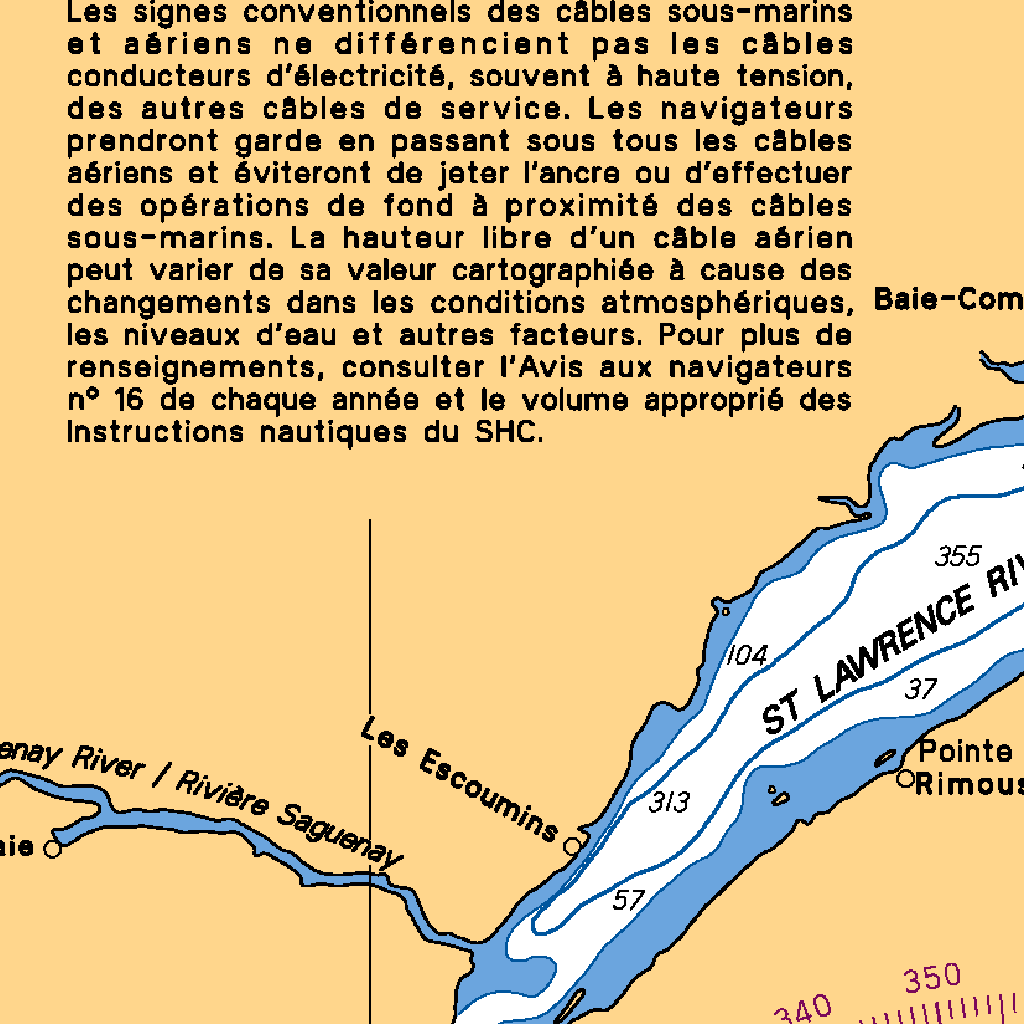 Les signes conventionnels des câbles sous-marins
et aériens ne différencient pas les câbles
conducteurs d'électricité, souvent à haute tension,
des autres câbles de service. Les navigateurs
prendront garde en passant sous tous les câbles
aériens et éviteront de jeter l'ancre ou d'effectuer
des opérations de fond à proximité des câbles
sous-marins. La hauteur libre d'un câble aérien
peut varier de sa valeur cartographiée à cause des
changements dans les conditions atmosphériques,
les niveaux d'eau et autres facteurs. Pour plus de
renseignements, consulter l'Avis aux navigateurs
nº 16 de chaque année et le volume approprié des
Instructions nautiques du SHC.
Baie-Com
355
ST LAWRENCE RIV
104
37
Les Escoumins
Pointe
Rimous
enay River / Rivière Saguenay
313
aie
57
350
340